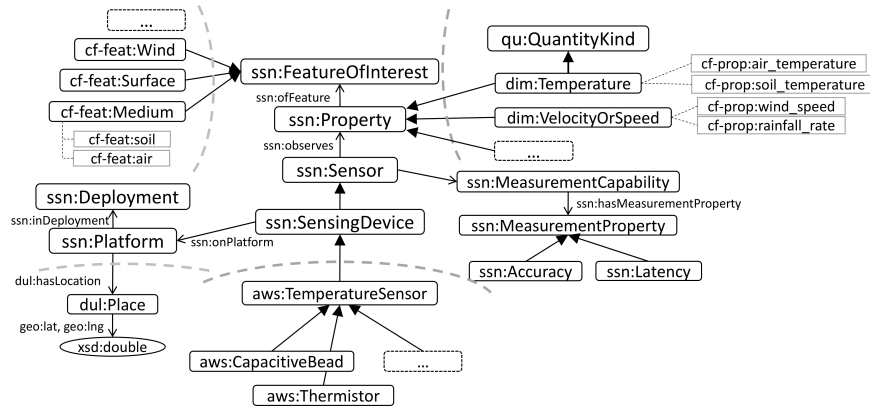 ...
cf-feat:Wind
cf-feat:Surface
cf-feat:Medium
cf-feat:soil
cf-feat:air
ssn:FeatureOfInterest
ssn:ofFeature
ssn:Property
ssn:observes
ssn:Sensor
qu:QuantityKind
dim:Temperature
cf-prop:air_temperature
cf-prop:soil_temperature
dim:VelocityOrSpeed
cf-prop:wind_speed
cf-prop:rainfall_rate
...
ssn:MeasurementCapability
ssn:hasMeasurementProperty
ssn:MeasurementProperty
ssn:Accuracy
ssn:Latency
ssn:Deployment
ssn:inDeployment
ssn:Platform
ssn:onPlatform
ssn:SensingDevice
dul:hasLocation
dul:Place
geo:lat, geo:lng
xsd:double
aws:TemperatureSensor
aws:CapacitiveBead
...
aws:Thermistor